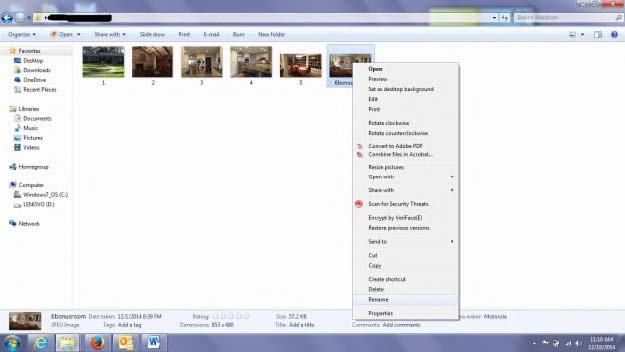 Search Wareham
Organize Open Share with Slide show Print E-mail Burn New folder
Favorites
Desktop
Downloads
OneDrive
Recent Places
Libraries
Documents
Music
Pictures
Videos
Homegroup
Computer
Windows7_OS (C:)
LENOVO (D:)
Network
1 2 3 4 5 6bonusroom
Open
Preview
Set as desktop background
Edit
Print
Rotate clockwise
Rotate counterclockwise
Convert to Adobe PDF
Combine files in Acrobat...
Resize pictures
Open with
Share with
Scan for Security Threats
Encrypt by VeriFace(E)
Restore previous versions
Send to
Cut
Copy
Create shortcut
Delete
Rename
Properties
6bonusroom Date taken: 12/1/2014 6:39 PM Rating: Size: 57.2 KB maker: Motorola
JPEG Image Tags: Add a tag Dimensions: 853 x 480 Title: Add a title Comments: Add comments
11:10 AM
12/10/2014